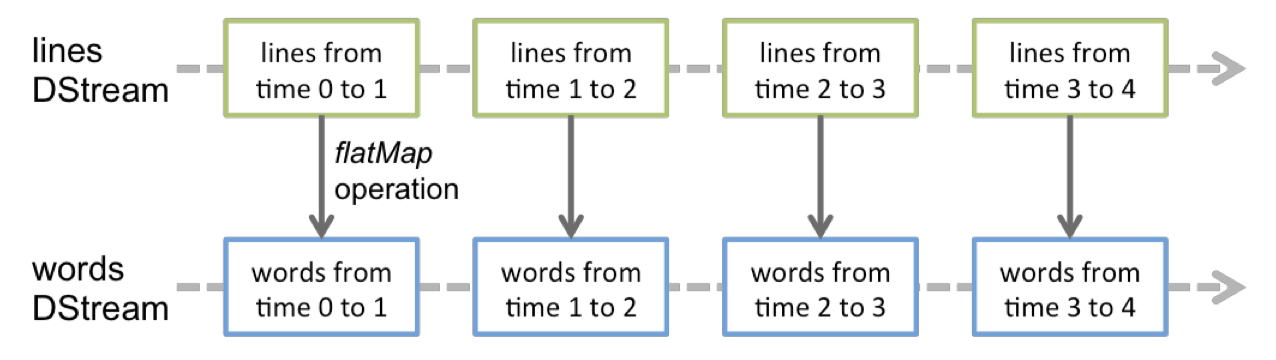 lines
DStream
lines from
time 0 to 1
lines from
time 1 to 2
lines from
time 2 to 3
lines from
time 3 to 4
flatMap
operation
words
DStream
words from
time 0 to 1
words from
time 1 to 2
words from
time 2 to 3
words from
time 3 to 4